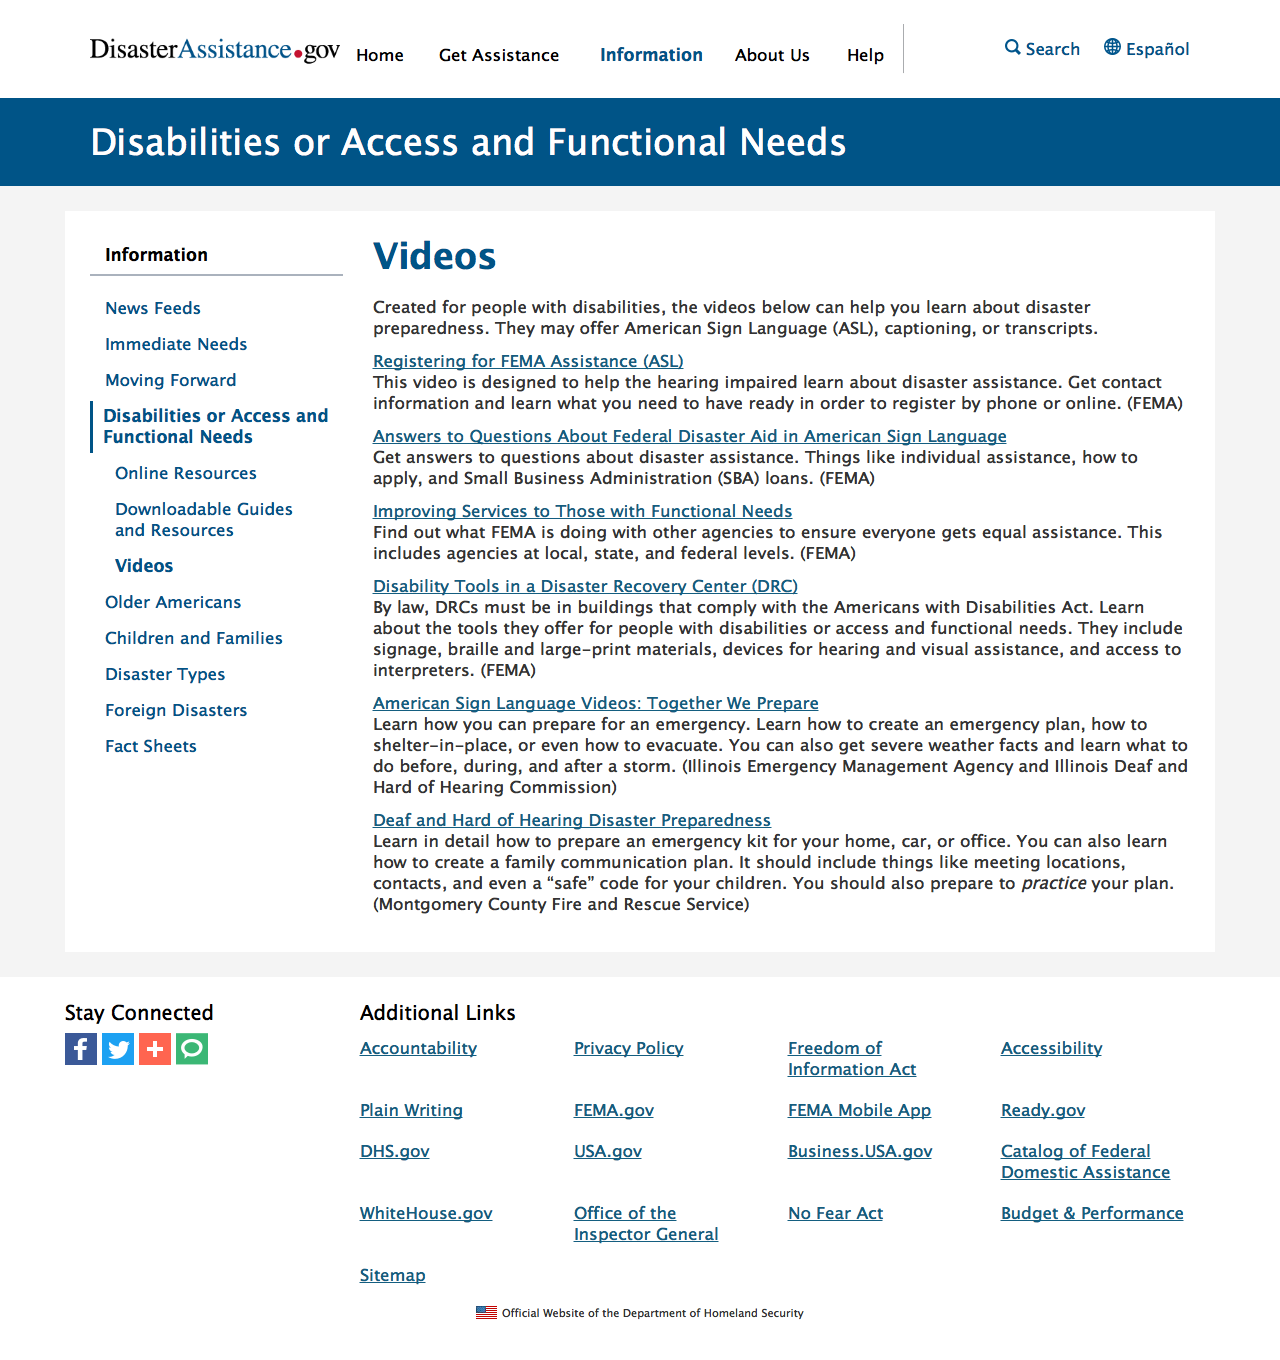 DisasterAssistance.gov
Home
Get Assistance
Information
About Us
Help
Search
Español
Disabilities or Access and Functional Needs
Information
News Feeds
Immediate Needs
Moving Forward
Disabilities or Access and
Functional Needs
Online Resources
Downloadable Guides
and Resources
Videos
Older Americans
Children and Families
Disaster Types
Foreign Disasters
Fact Sheets
Videos
Created for people with disabilities, the videos below can help you learn about disaster
preparedness. They may offer American Sign Language (ASL), captioning, or transcripts.
Registering for FEMA Assistance (ASL)
This video is designed to help the hearing impaired learn about disaster assistance. Get contact
information and learn what you need to have ready in order to register by phone or online. (FEMA)
Answers to Questions About Federal Disaster Aid in American Sign Language
Get answers to questions about disaster assistance. Things like individual assistance, how to
apply, and Small Business Administration (SBA) loans. (FEMA)
Improving Services to Those with Functional Needs
Find out what FEMA is doing with other agencies to ensure everyone gets equal assistance. This
includes agencies at local, state, and federal levels. (FEMA)
Disability Tools in a Disaster Recovery Center (DRC)
By law, DRCs must be in buildings that comply with the Americans with Disabilities Act. Learn
about the tools they offer for people with disabilities or access and functional needs. They include
signage, braille and large-print materials, devices for hearing and visual assistance, and access to
interpreters. (FEMA)
American Sign Language Videos: Together We Prepare
Learn how you can prepare for an emergency. Learn how to create an emergency plan, how to
shelter-in-place, or even how to evacuate. You can also get severe weather facts and learn what to
do before, during, and after a storm. (Illinois Emergency Management Agency and Illinois Deaf and
Hard of Hearing Commission)
Deaf and Hard of Hearing Disaster Preparedness
Learn in detail how to prepare an emergency kit for your home, car, or office. You can also learn
how to create a family communication plan. It should include things like meeting locations,
contacts, and even a “safe” code for your children. You should also prepare to practice your plan.
(Montgomery County Fire and Rescue Service)
Stay Connected
Additional Links
Accountability
Privacy Policy
Freedom of
Information Act
Accessibility
Plain Writing
FEMA.gov
FEMA Mobile App
Ready.gov
DHS.gov
USA.gov
Business.USA.gov
Catalog of Federal
Domestic Assistance
WhiteHouse.gov
Office of the
Inspector General
No Fear Act
Budget & Performance
Sitemap
Official Website of the Department of Homeland Security